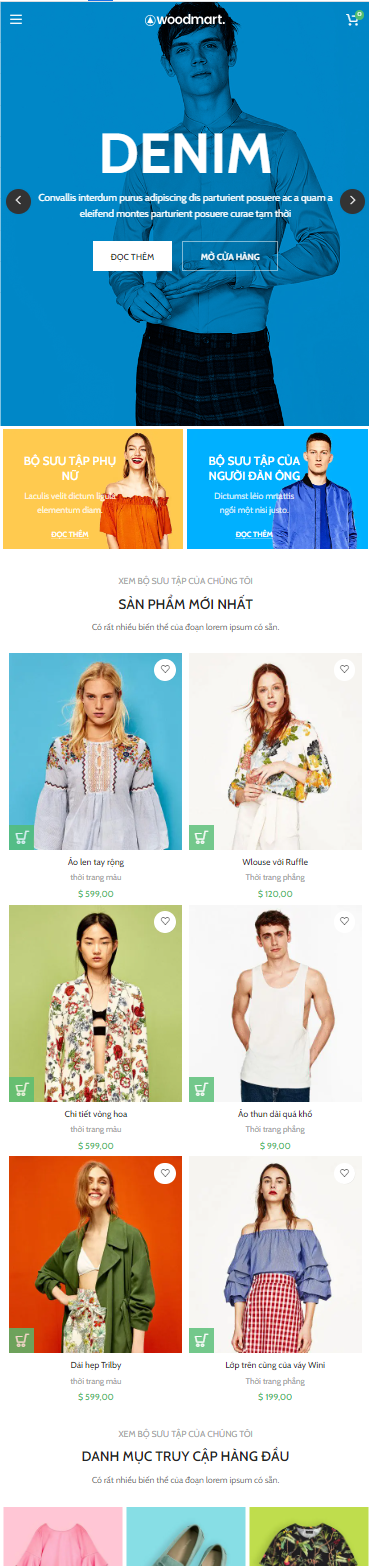 woodmart.
0
DENIM
Convallis interdum purus adipiscing dis parturient posuere ac a quam a
eleifend montes parturient posuere curae tạm thời
ĐỌC THÊM
MỞ CỬA HÀNG
BỘ SƯU TẬP PHỤ
NỮ
Laculis velit dictum ligula
elementum diam.
ĐỌC THÊM
BỘ SƯU TẬP CỦA
NGƯỜI ĐÀN ÔNG
Dictumst léio mrtattis
ngồi một nisi justo.
ĐỌC THÊM
XEM BỘ SƯU TẬP CỦA CHÚNG TÔI
SẢN PHẨM MỚI NHẤT
Có rất nhiều biến thể của đoạn lorem ipsum có sẵn.
Áo len tay rộng
thời trang màu
$ 599,00
Wlouse với Ruffle
Thời trang phẳng
$ 120,00
Chi tiết vòng hoa
thời trang màu
$ 599,00
Áo thun dài quá khổ
Thời trang phẳng
$ 99,00
Dải hẹp Trilby
thời trang màu
$ 599,00
Lớp trên cùng của váy Wini
Thời trang phẳng
$ 199,00
XEM BỘ SƯU TẬP CỦA CHÚNG TÔI
DANH MỤC TRUY CẬP HÀNG ĐẦU
Có rất nhiều biến thể của đoạn lorem ipsum có sẵn.